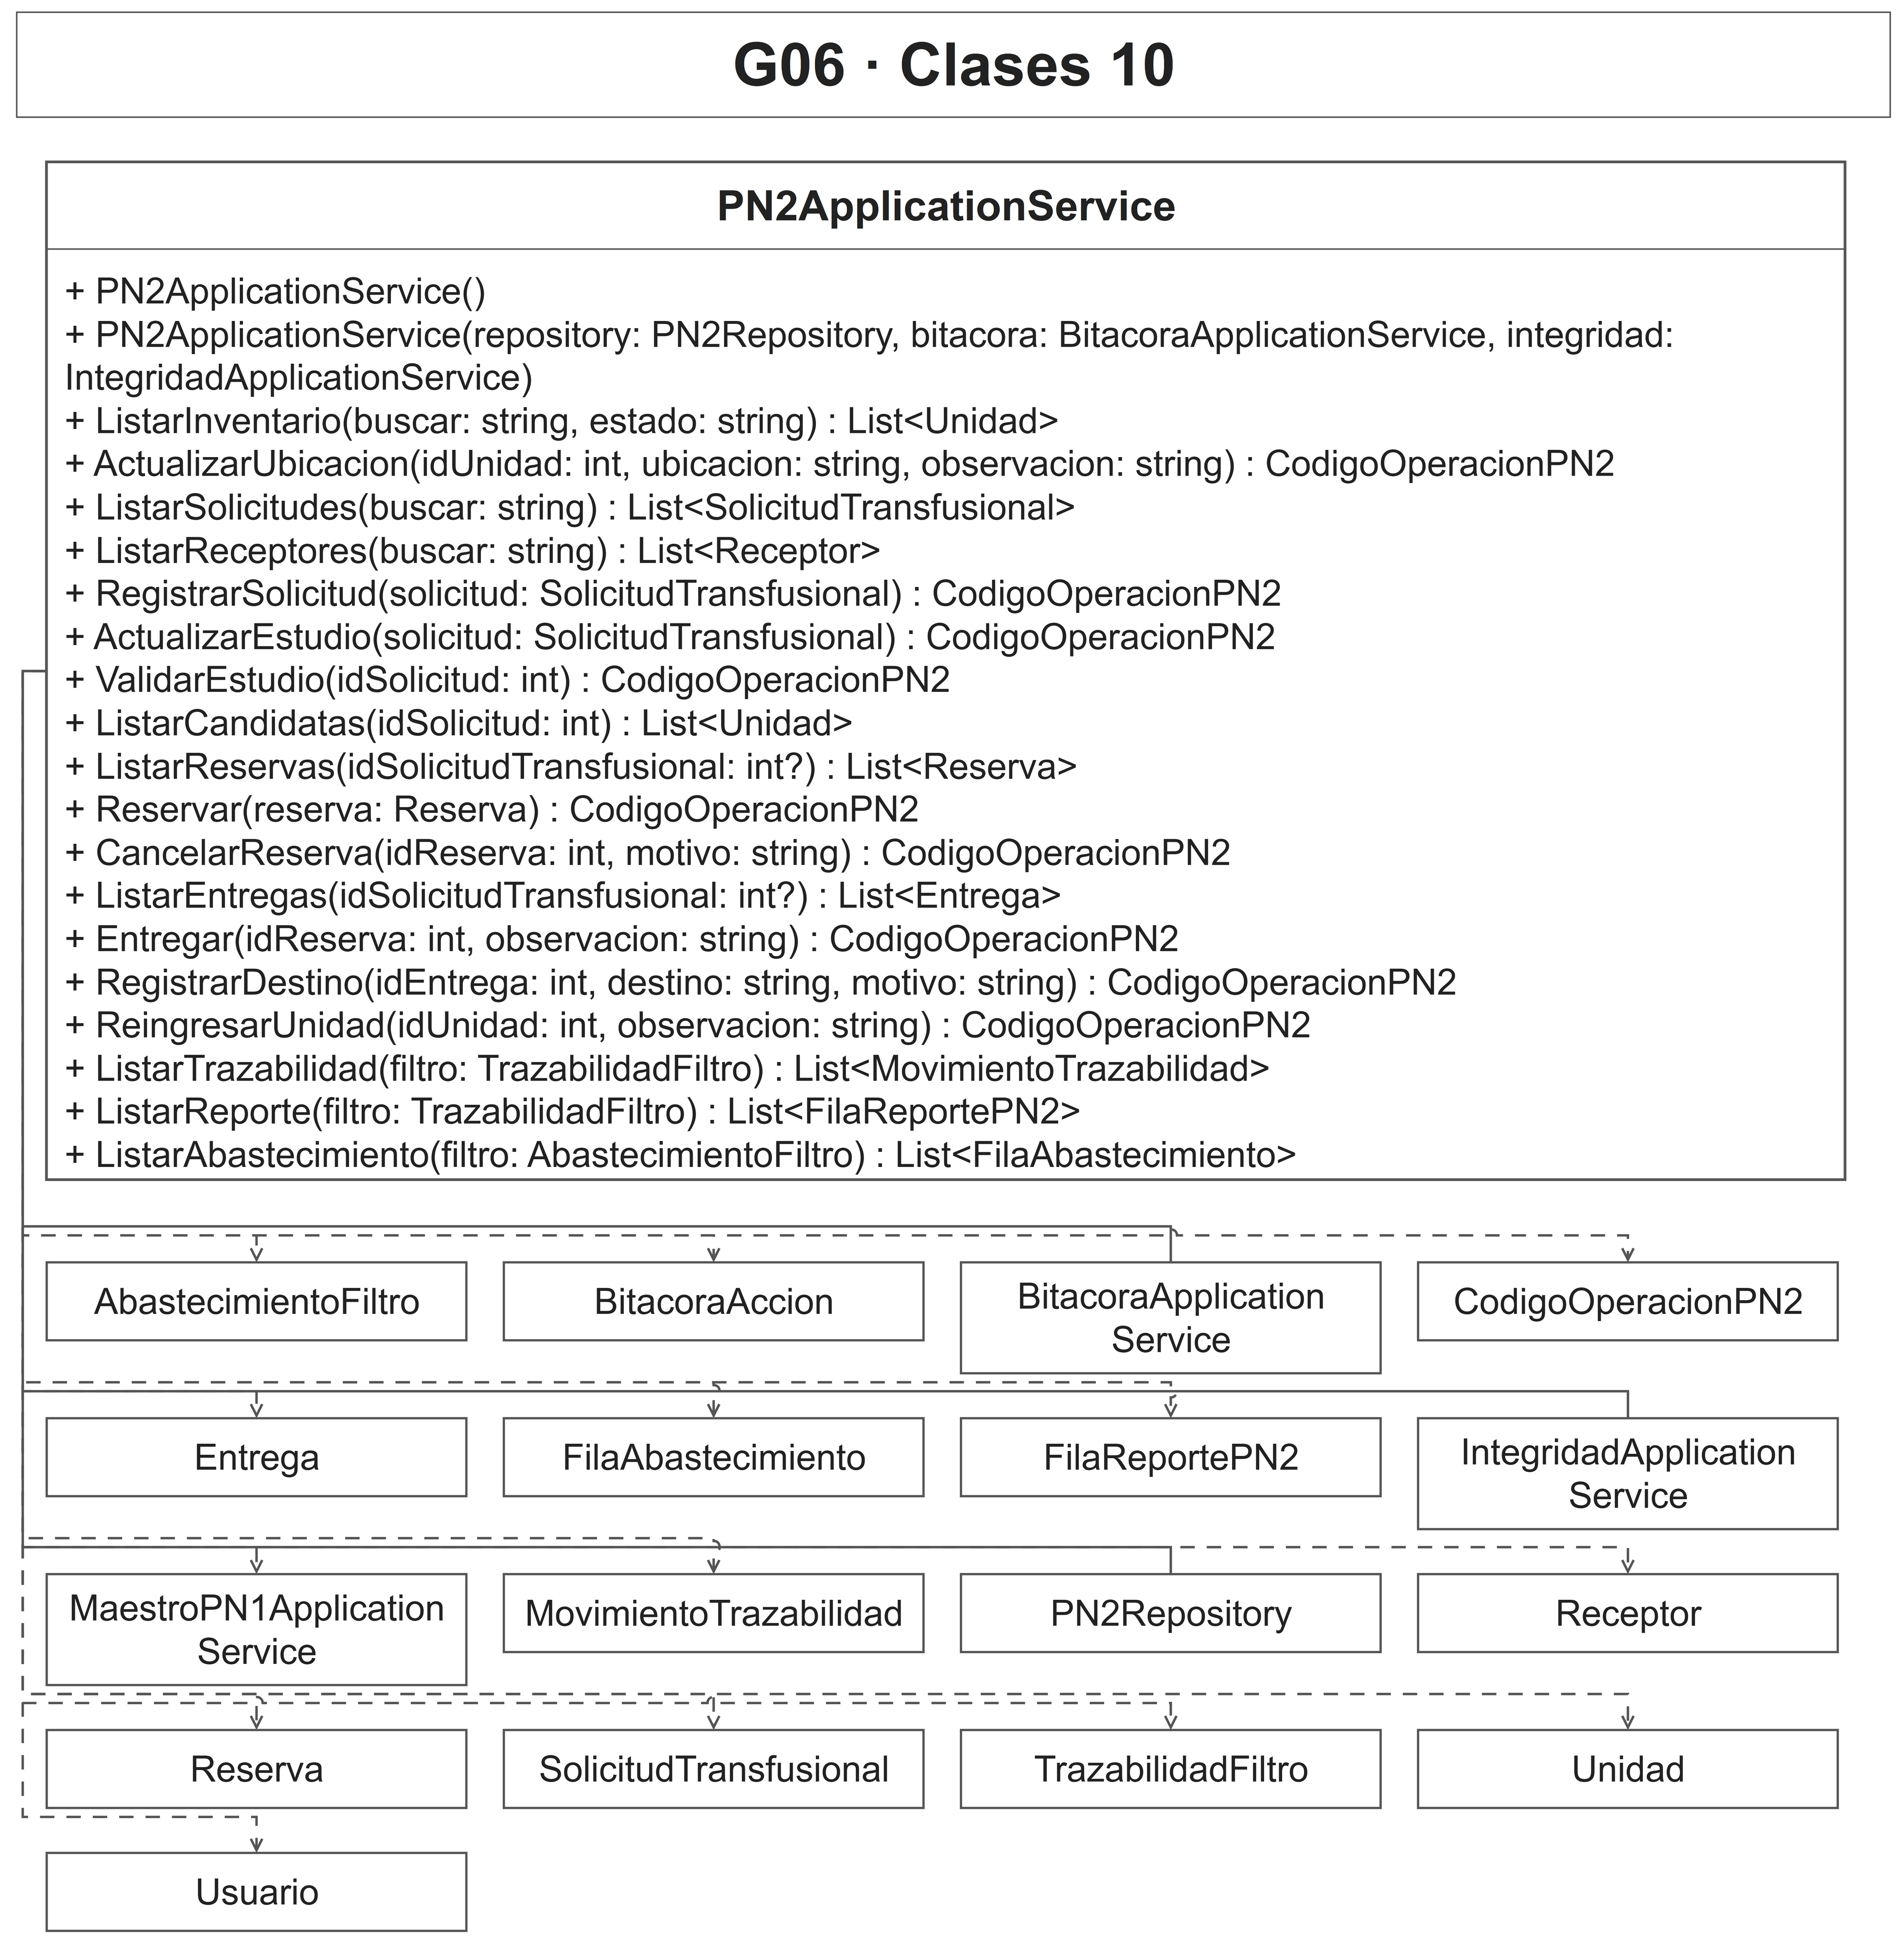 G06 · Clases 10
PN2ApplicationService
+ PN2ApplicationService()
+ PN2ApplicationService(repository: PN2Repository, bitacora: BitacoraApplicationService, integridad:
IntegridadApplicationService)
+ ListarInventario(buscar: string, estado: string) : List<Unidad>
+ ActualizarUbicacion(idUnidad: int, ubicacion: string, observacion: string) : CodigoOperacionPN2
+ ListarSolicitudes(buscar: string) : List<SolicitudTransfusional>
+ ListarReceptores(buscar: string) : List<Receptor>
+ RegistrarSolicitud(solicitud: SolicitudTransfusional) : CodigoOperacionPN2
+ ActualizarEstudio(solicitud: SolicitudTransfusional) : CodigoOperacionPN2
+ ValidarEstudio(idSolicitud: int) : CodigoOperacionPN2
+ ListarCandidatas(idSolicitud: int) : List<Unidad>
+ ListarReservas(idSolicitudTransfusional: int?) : List<Reserva>
+ Reservar(reserva: Reserva) : CodigoOperacionPN2
+ CancelarReserva(idReserva: int, motivo: string) : CodigoOperacionPN2
+ ListarEntregas(idSolicitudTransfusional: int?) : List<Entrega>
+ Entregar(idReserva: int, observacion: string) : CodigoOperacionPN2
+ RegistrarDestino(idEntrega: int, destino: string, motivo: string) : CodigoOperacionPN2
+ ReingresarUnidad(idUnidad: int, observacion: string) : CodigoOperacionPN2
+ ListarTrazabilidad(filtro: TrazabilidadFiltro) : List<MovimientoTrazabilidad>
+ ListarReporte(filtro: TrazabilidadFiltro) : List<FilaReportePN2>
+ ListarAbastecimiento(filtro: AbastecimientoFiltro) : List<FilaAbastecimiento>
AbastecimientoFiltro
BitacoraAccion
BitacoraApplication
Service
CodigoOperacionPN2
Entrega
FilaAbastecimiento
FilaReportePN2
IntegridadApplication
Service
MaestroPN1Application
Service
MovimientoTrazabilidad
PN2Repository
Receptor
Reserva
SolicitudTransfusional
TrazabilidadFiltro
Unidad
Usuario